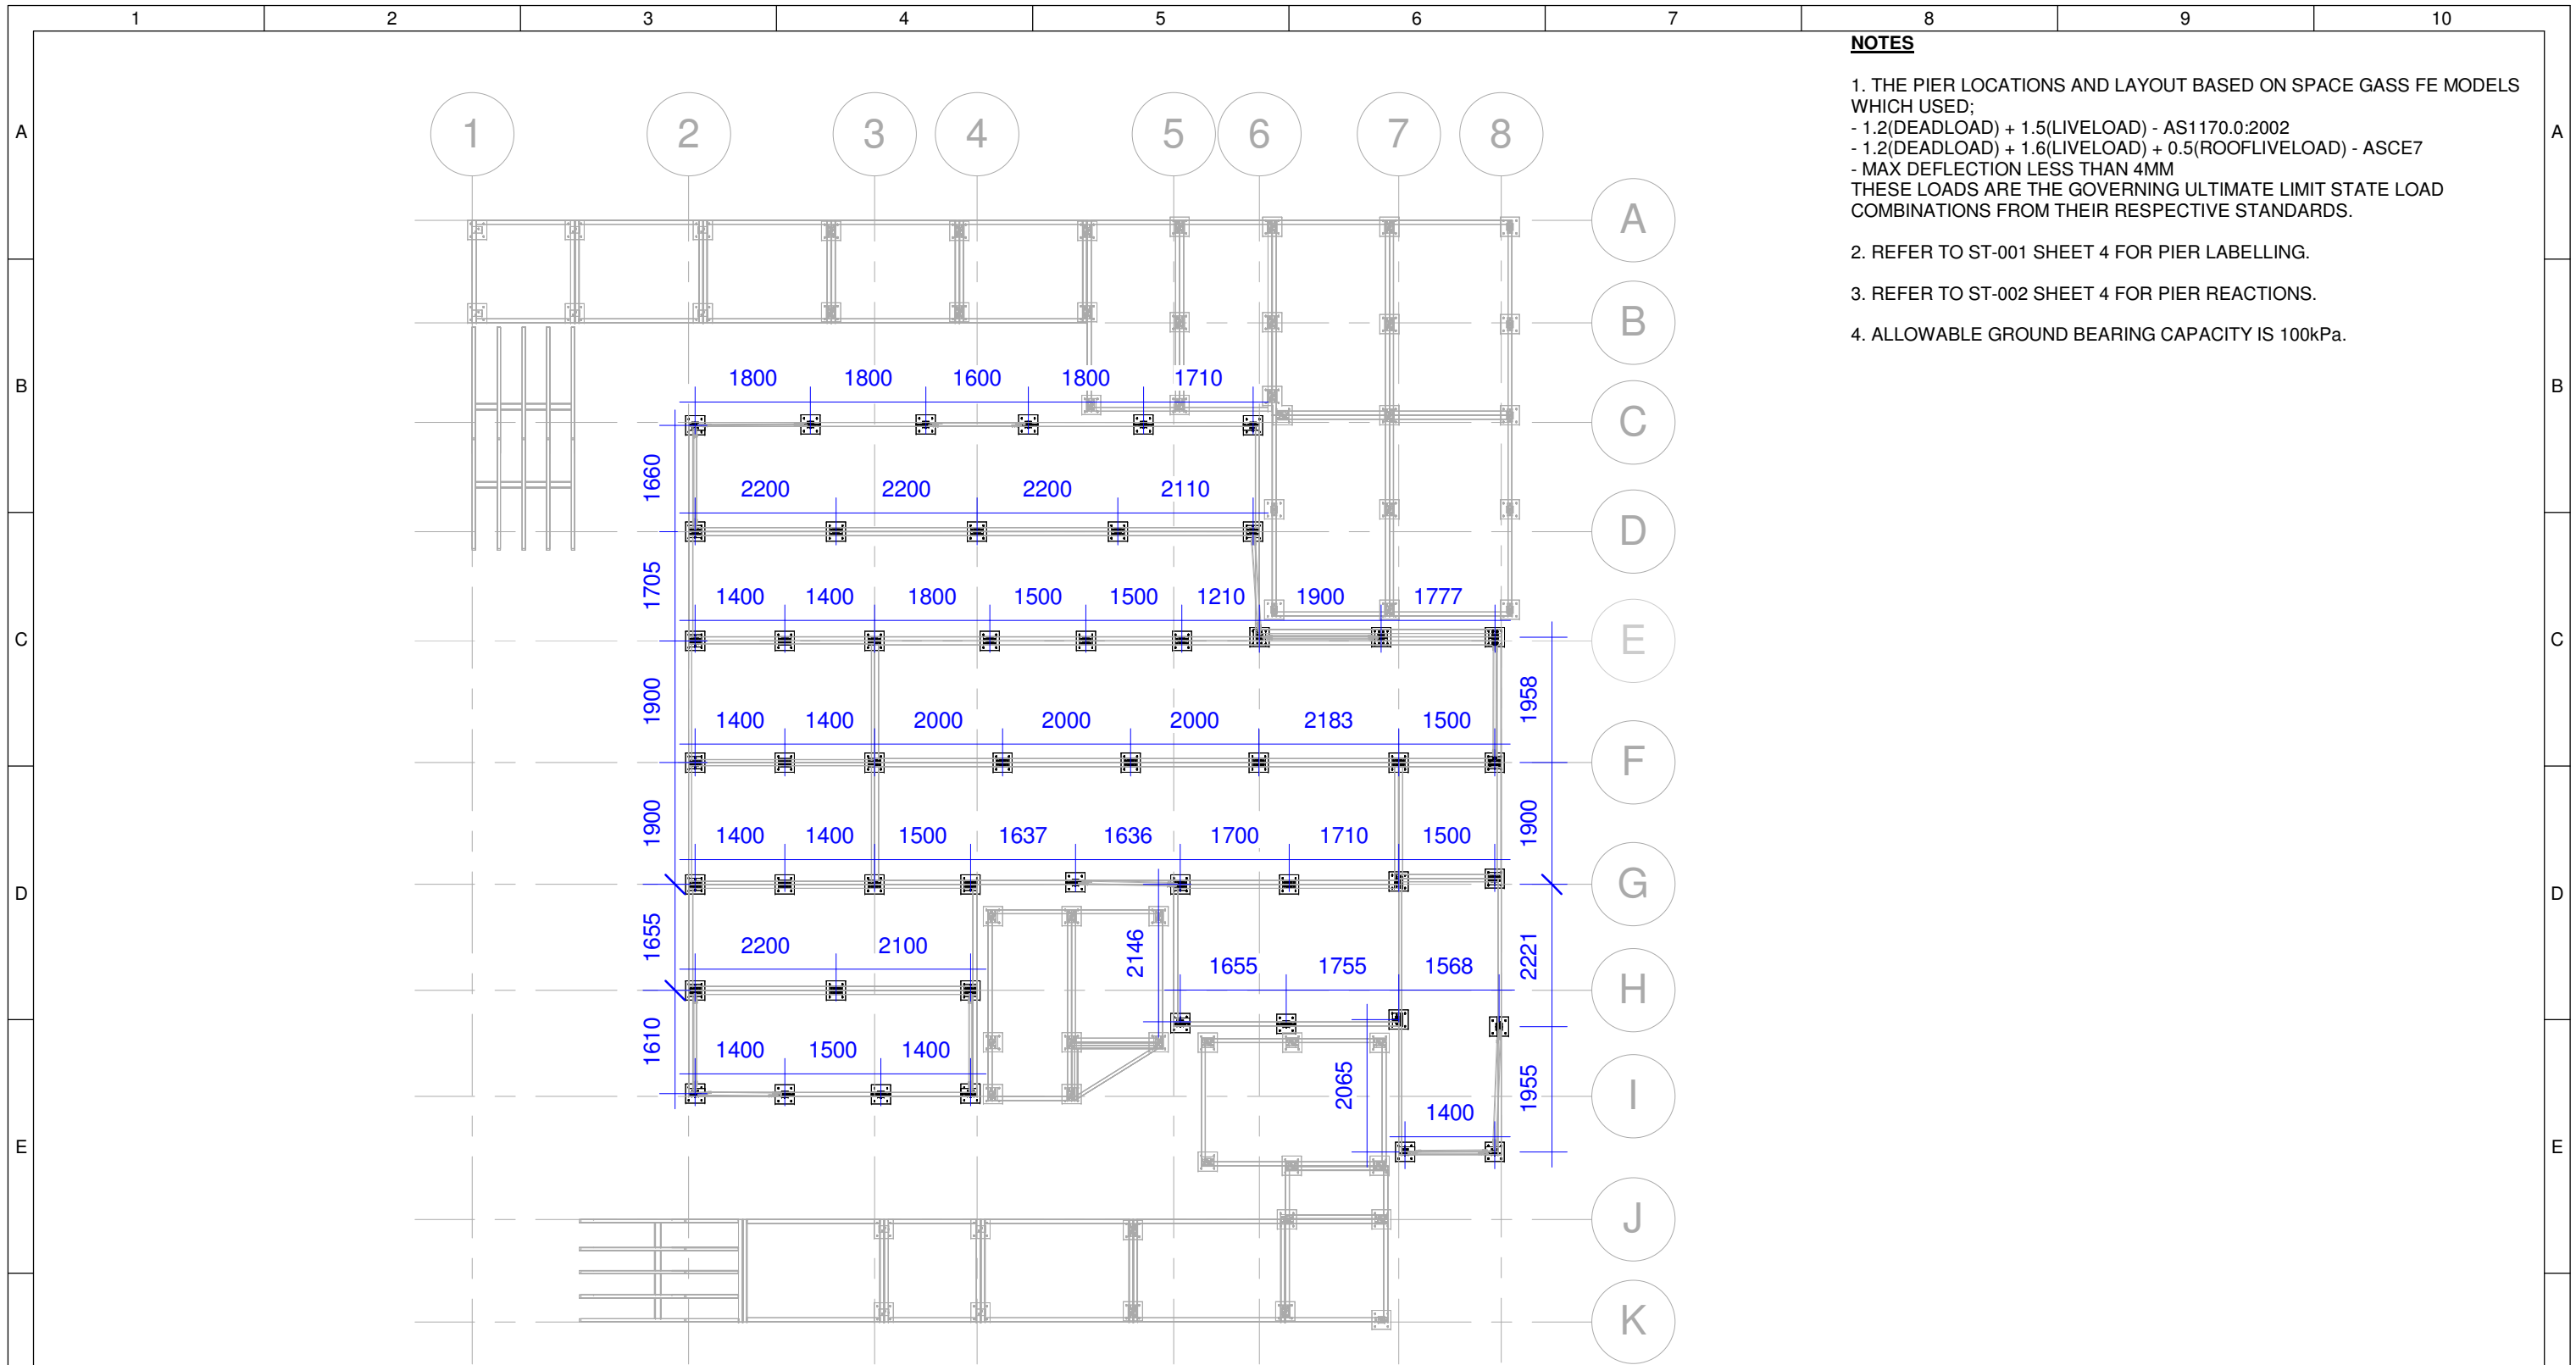 1 2 3 4 5 6 7 8 9 10
NOTES
1. THE PIER LOCATIONS AND LAYOUT BASED ON SPACE GASS FE MODELS
WHICH USED;
- 1.2(DEADLOAD) + 1.5(LIVELOAD) - AS1170.0:2002
- 1.2(DEADLOAD) + 1.6(LIVELOAD) + 0.5(ROOFLIVELOAD) - ASCE7
- MAX DEFLECTION LESS THAN 4MM
THESE LOADS ARE THE GOVERNING ULTIMATE LIMIT STATE LOAD
COMBINATIONS FROM THEIR RESPECTIVE STANDARDS.
2. REFER TO ST-001 SHEET 4 FOR PIER LABELLING.
3. REFER TO ST-002 SHEET 4 FOR PIER REACTIONS.
4. ALLOWABLE GROUND BEARING CAPACITY IS 100kPa.
A A
1 2 3 4 5 6 7 8
A
B
B B
1800 1800 1600 1800 1710
C
1660
2200 2200 2200 2110
D
1705
1400 1400 1800 1500 1500 1210 1900 1777
C E C
1900 1958
1400 1400 2000 2000 2000 2183 1500
F
1900 1900
1400 1400 1500 1637 1636 1700 1710 1500
D G D
1655 2146 2221
2200 2100
1655 1755 1568
H
1610
1400 1500 1400
2065 1955
I
1400
E E
J
K